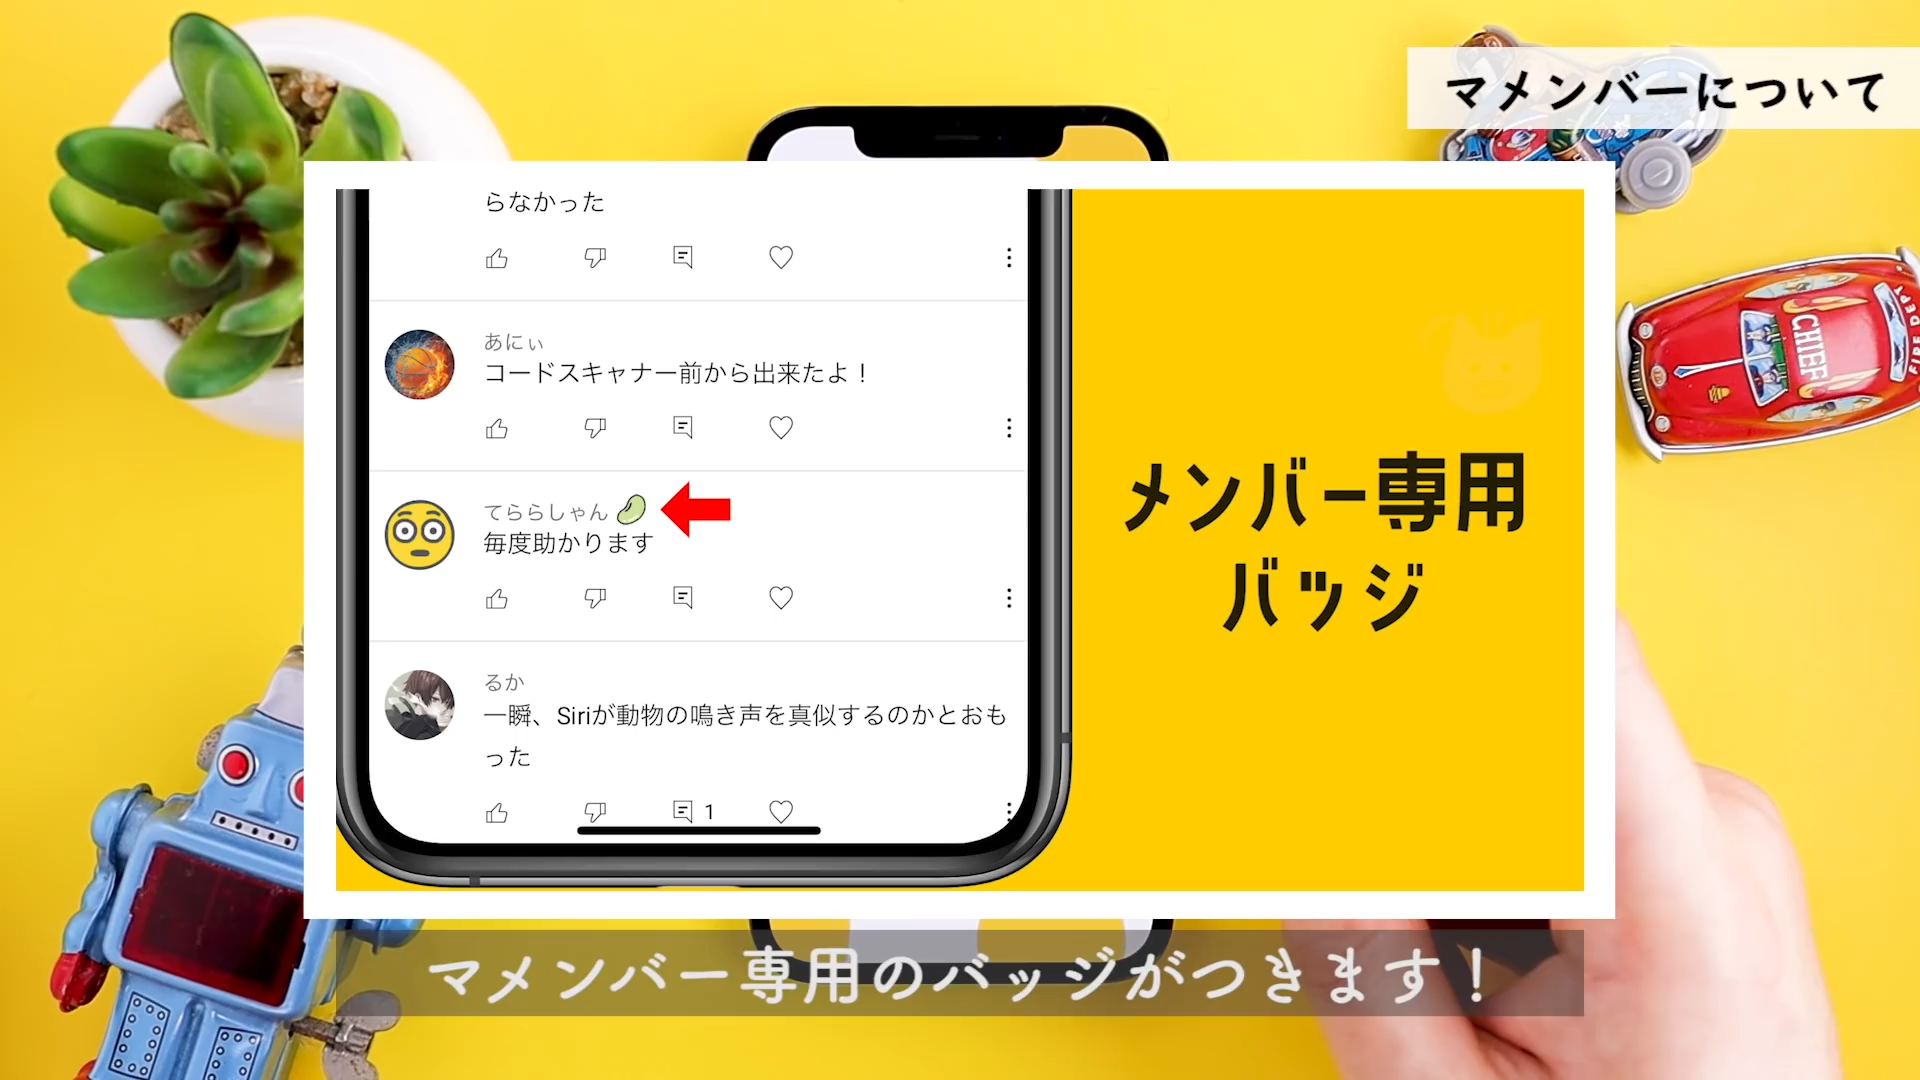 マメンバーについて
らなかった
あにぃ
コードスキャナー前から出来たよ！
てららしゃん
毎度助かります
るか
一瞬、Siriが動物の鳴き声を真似するのかとおも
った
1
メンバー専用
バッジ
CHIEF
FIRE DEPT
マメンバー専用のバッジがつきます！